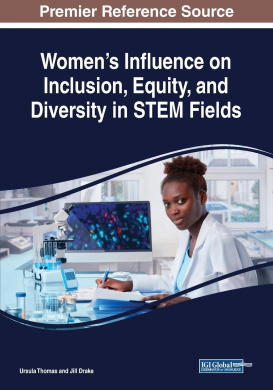 Premier Reference Source
Women's Influence on
Inclusion, Equity, and
Diversity in STEM Fields
Ursula Thomas and Jill Drake
IGI Global